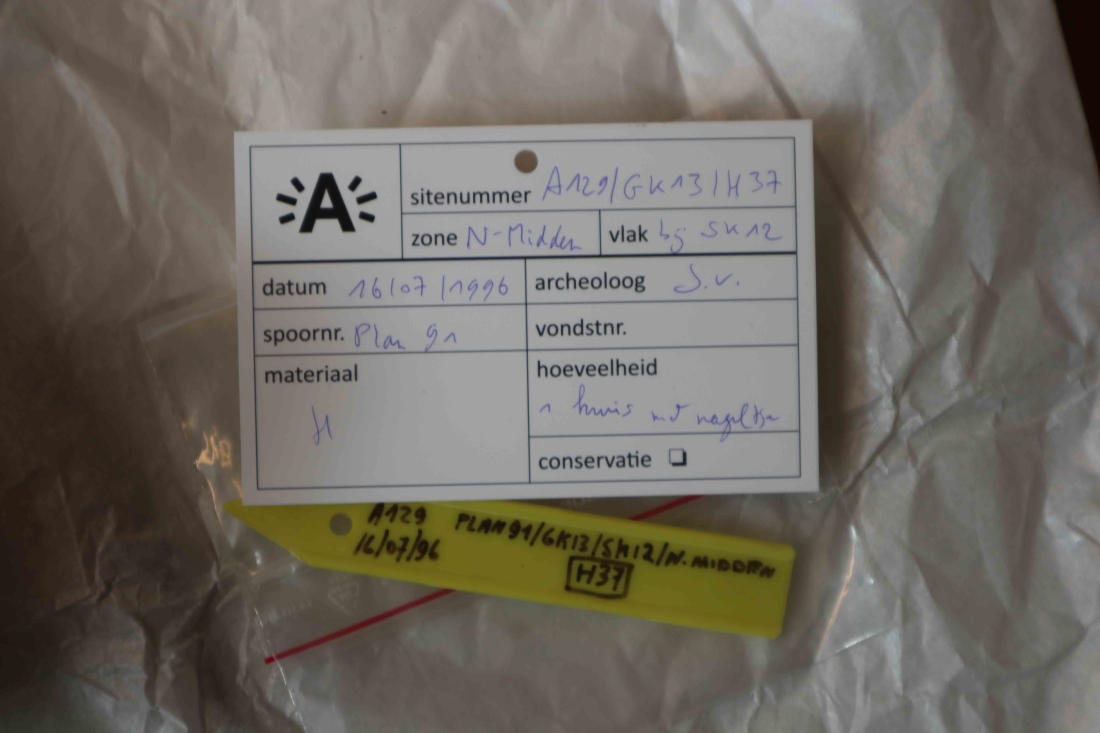 A
sitenummer A129/GK13/H37
zone N-Midden vlak bij SK12
datum 16/07/1996 archeoloog J.V.
spoornr. Plan 91 vondstnr.
materiaal hoeveelheid
H 1 kruis met nageltje
conservatie
A129 PLAN91/GK13/SK12/N.MIDDEN
16/07/96 H37